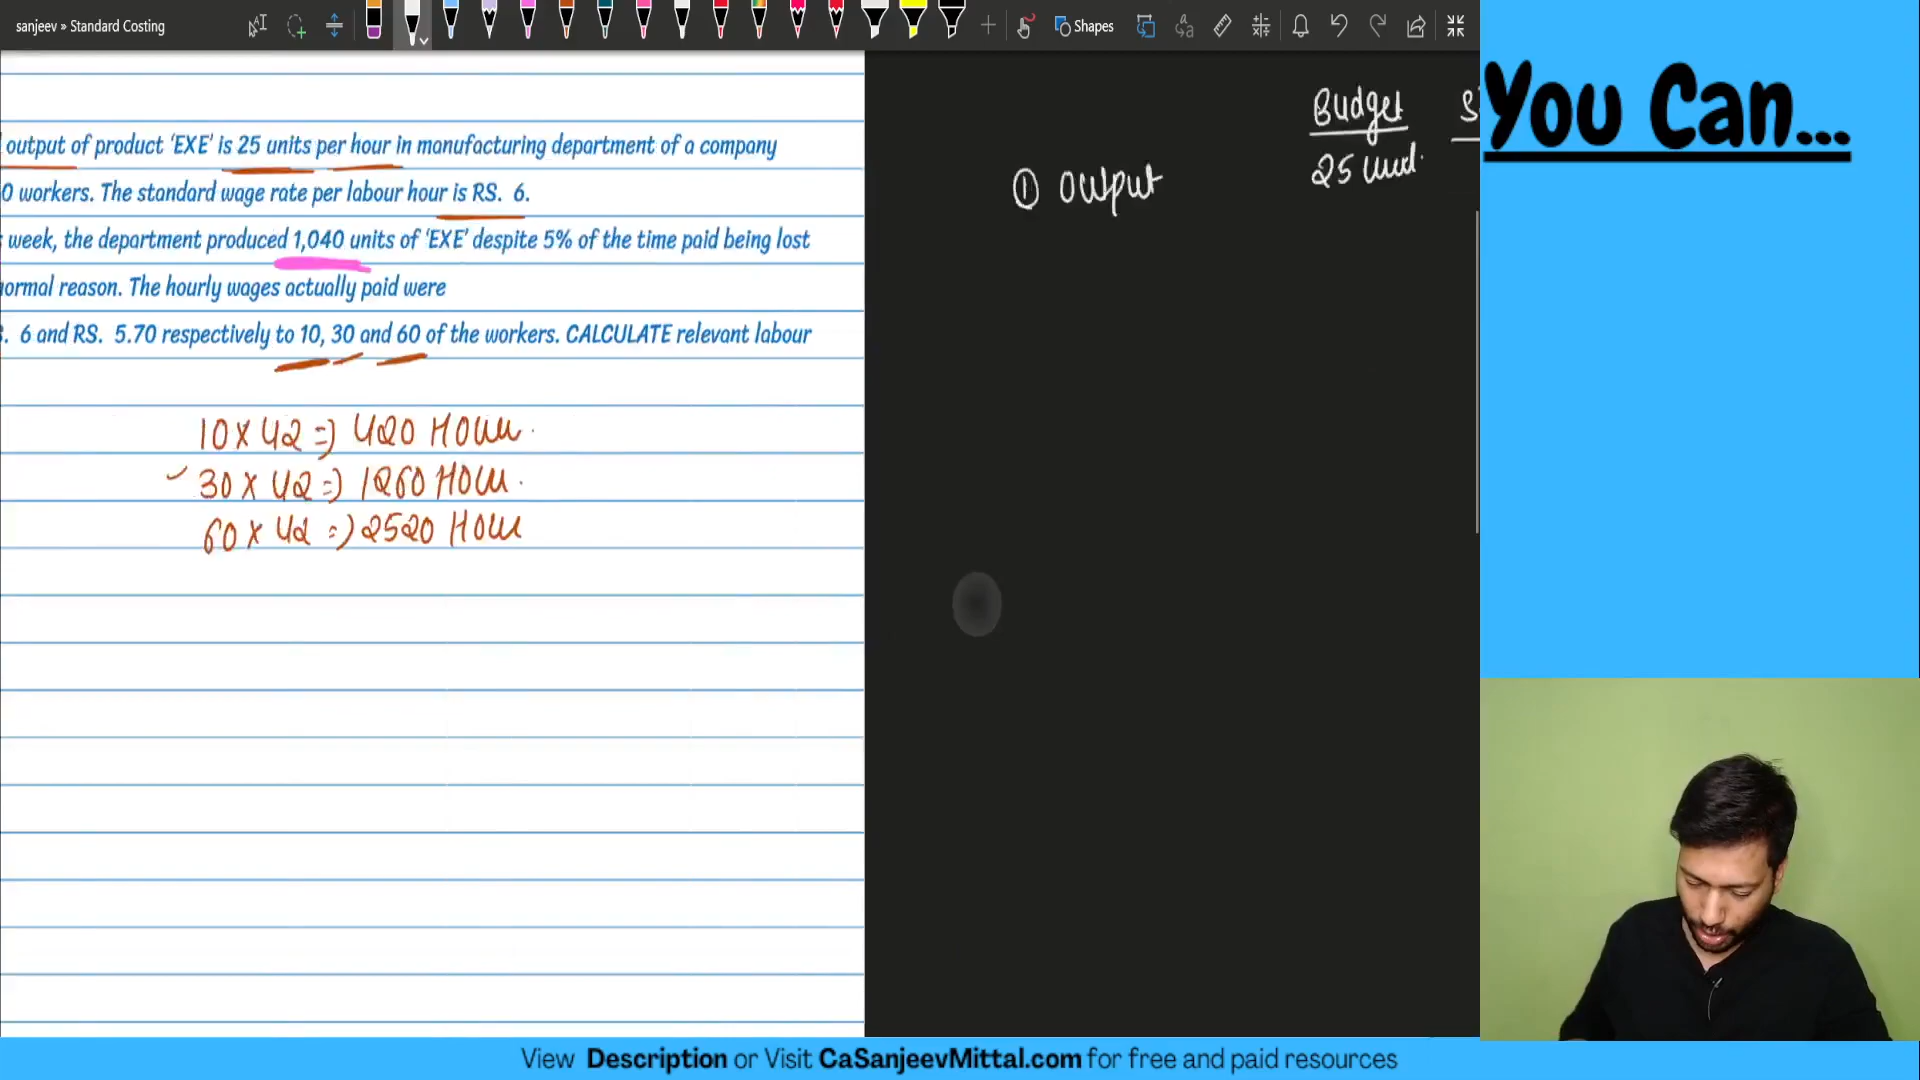 sanjeev » Standard Costing
Shapes
output of product ‘EXE’ is 25 units per hour in manufacturing department of a company
0 workers. The standard wage rate per labour hour is RS. 6.
week, the department produced 1,040 units of ‘EXE’ despite 5% of the time paid being lost
ormal reason. The hourly wages actually paid were
. 6 and RS. 5.70 respectively to 10, 30 and 60 of the workers. CALCULATE relevant labour
10 x 42 => 420 Hour.
30 x 42 => 1260 Hour.
60 x 42 => 2520 Hour
Budget S
① Output 25 unit.
You Can...
View Description or Visit CaSanjeevMittal.com for free and paid resources